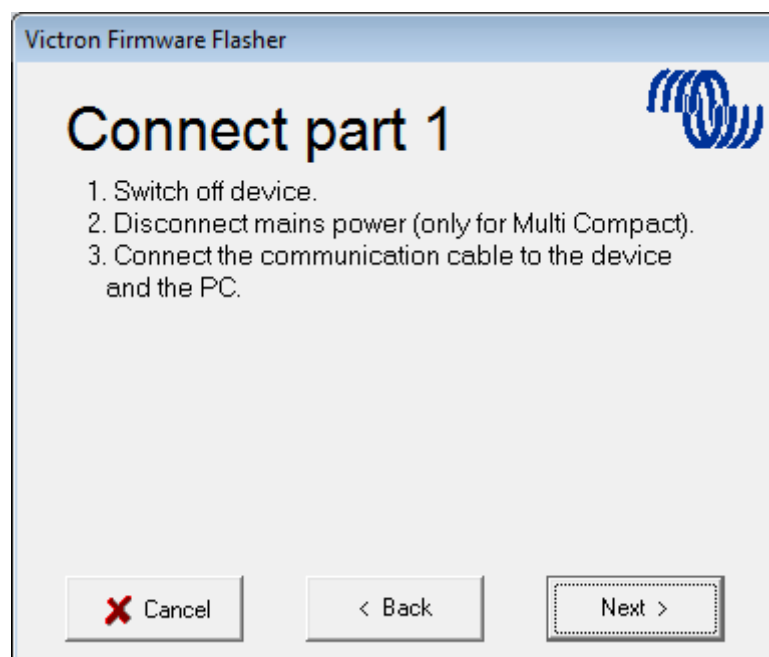 Victron Firmware Flasher
Connect part 1
1. Switch off device.
2. Disconnect mains power (only for Multi Compact).
3. Connect the communication cable to the device
and the PC.
Cancel
< Back
Next >